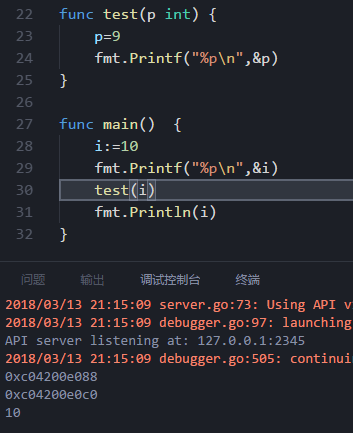 22 func test(p int) {
23 p=9
24 fmt.Printf("%p\n",&p)
25 }
26
27 func main() {
28 i:=10
29 fmt.Printf("%p\n",&i)
30 test(i)
31 fmt.Println(i)
32 }
问题 输出 调试控制台 终端
2018/03/13 21:15:09 server.go:73: Using API v
2018/03/13 21:15:09 debugger.go:97: launching
API server listening at: 127.0.0.1:2345
2018/03/13 21:15:09 debugger.go:505: continui
0xc04200e088
0xc04200e0c0
10